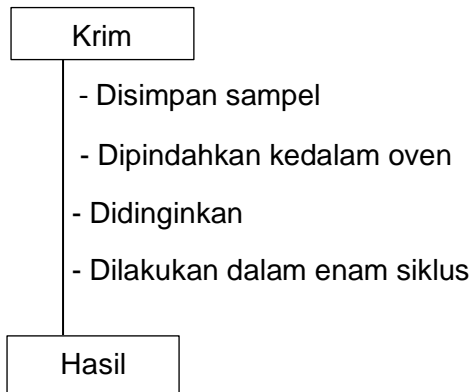 Krim
- Disimpan sampel
- Dipindahkan kedalam oven
- Didinginkan
- Dilakukan dalam enam siklus
Hasil